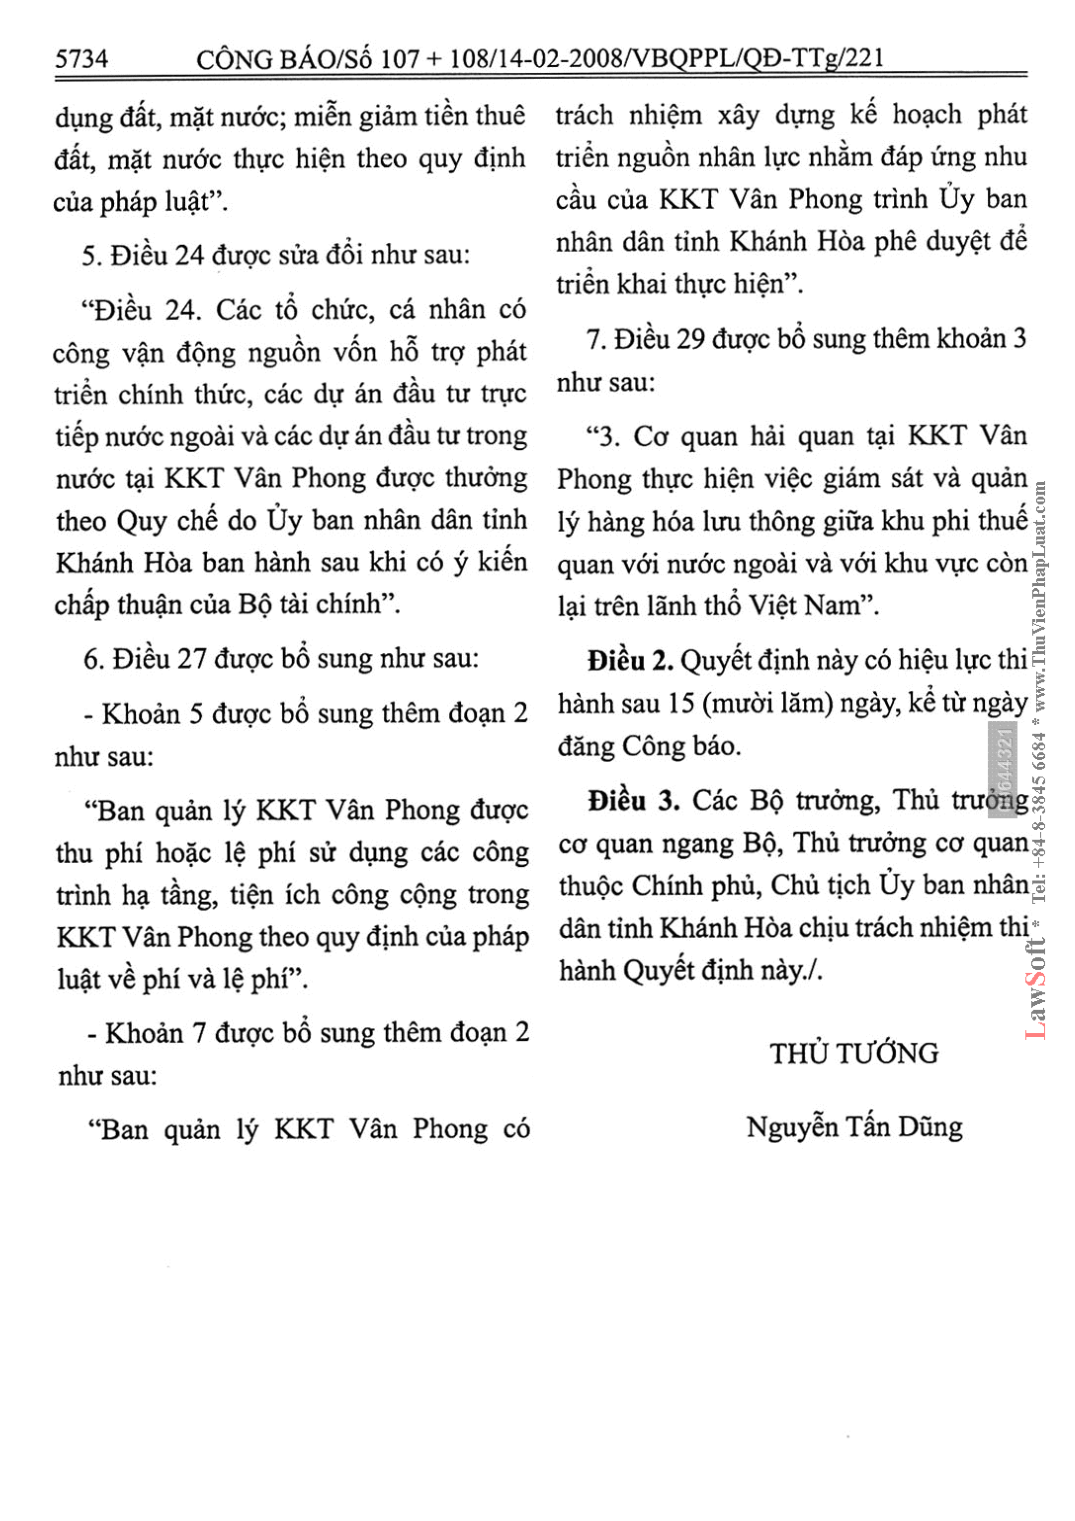 5734 CÔNG BÁO/Số 107 + 108/14-02-2008/VBQPPL/QĐ-TTg/221
dụng đất, mặt nước; miễn giảm tiền thuê
đất, mặt nước thực hiện theo quy định
của pháp luật”.
5. Điều 24 được sửa đổi như sau:
“Điều 24. Các tổ chức, cá nhân có
công vận động nguồn vốn hỗ trợ phát
triển chính thức, các dự án đầu tư trực
tiếp nước ngoài và các dự án đầu tư trong
nước tại KKT Vân Phong được thưởng
theo Quy chế do Ủy ban nhân dân tỉnh
Khánh Hòa ban hành sau khi có ý kiến
chấp thuận của Bộ tài chính”.
6. Điều 27 được bổ sung như sau:
- Khoản 5 được bổ sung thêm đoạn 2
như sau:
“Ban quản lý KKT Vân Phong được
thu phí hoặc lệ phí sử dụng các công
trình hạ tầng, tiện ích công cộng trong
KKT Vân Phong theo quy định của pháp
luật về phí và lệ phí”.
- Khoản 7 được bổ sung thêm đoạn 2
như sau:
“Ban quản lý KKT Vân Phong có
trách nhiệm xây dựng kế hoạch phát
triển nguồn nhân lực nhằm đáp ứng nhu
cầu của KKT Vân Phong trình Ủy ban
nhân dân tỉnh Khánh Hòa phê duyệt để
triển khai thực hiện”.
7. Điều 29 được bổ sung thêm khoản 3
như sau:
“3. Cơ quan hải quan tại KKT Vân
Phong thực hiện việc giám sát và quản
lý hàng hóa lưu thông giữa khu phi thuế
quan với nước ngoài và với khu vực còn
lại trên lãnh thổ Việt Nam”.
Điều 2. Quyết định này có hiệu lực thi
hành sau 15 (mười lăm) ngày, kể từ ngày
đăng Công báo.
Điều 3. Các Bộ trưởng, Thủ trưởng
cơ quan ngang Bộ, Thủ trưởng cơ quan
thuộc Chính phủ, Chủ tịch Ủy ban nhân
dân tỉnh Khánh Hòa chịu trách nhiệm thi
hành Quyết định này./.
THỦ TƯỚNG
Nguyễn Tấn Dũng
LawSoft * Tel: +84-8-3845 6684 * www.ThuVienPhapLuat.com